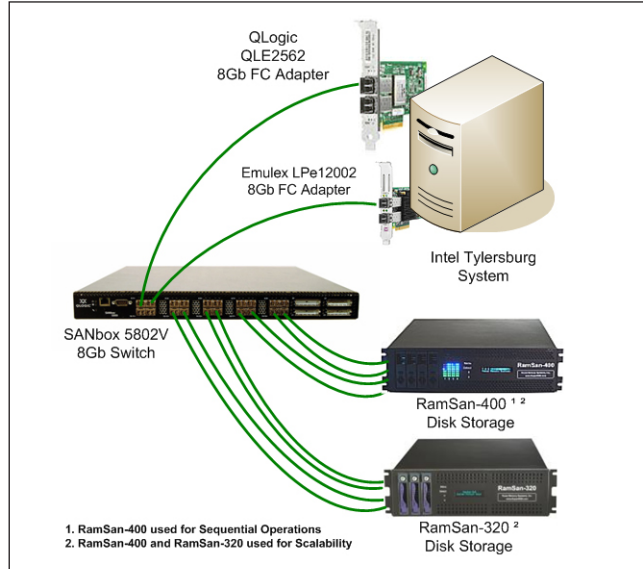 QLogic
QLE2562
8Gb FC Adapter
Emulex LPe12002
8Gb FC Adapter
Intel Tylersburg
System
SANbox 5802V
8Gb Switch
RamSan-400
RamSan-400 ¹ ²
Disk Storage
RamSan-320
RamSan-320 ²
Disk Storage
1. RamSan-400 used for Sequential Operations
2. RamSan-400 and RamSan-320 used for Scalability